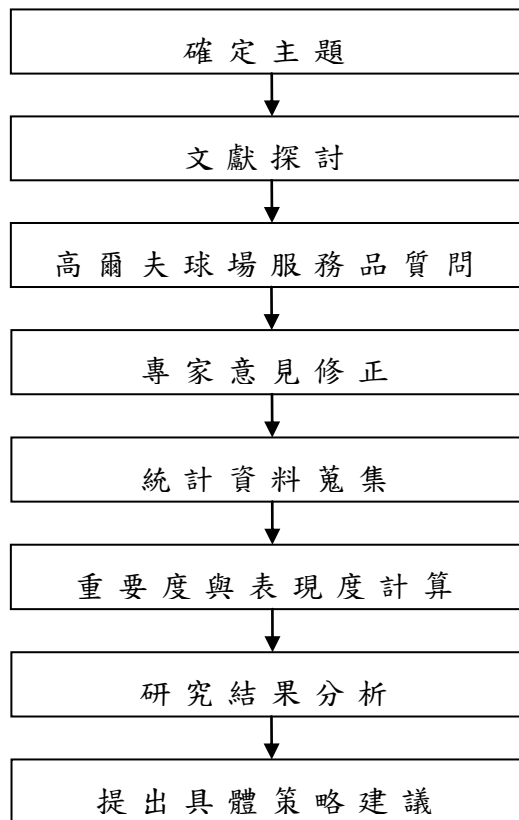 確定主題
文獻探討
高爾夫球場服務品質問
專家意見修正
統計資料蒐集
重要度與表現度計算
研究結果分析
提出具體策略建議